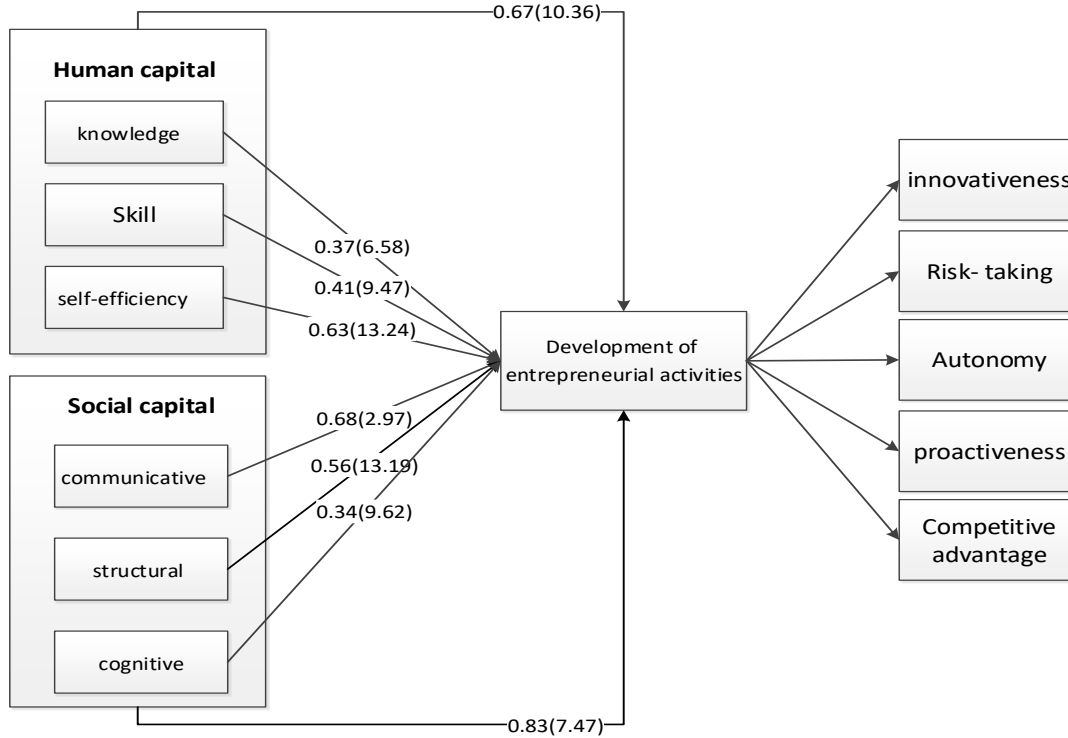 0.67(10.36)
Human capital
knowledge
Skill
self-efficiency
0.37(6.58)
0.41(9.47)
0.63(13.24)
Social capital
communicative
structural
cognitive
0.68(2.97)
0.56(13.19)
0.34(9.62)
0.83(7.47)
Development of
entrepreneurial activities
innovativeness
Risk- taking
Autonomy
proactiveness
Competitive
advantage